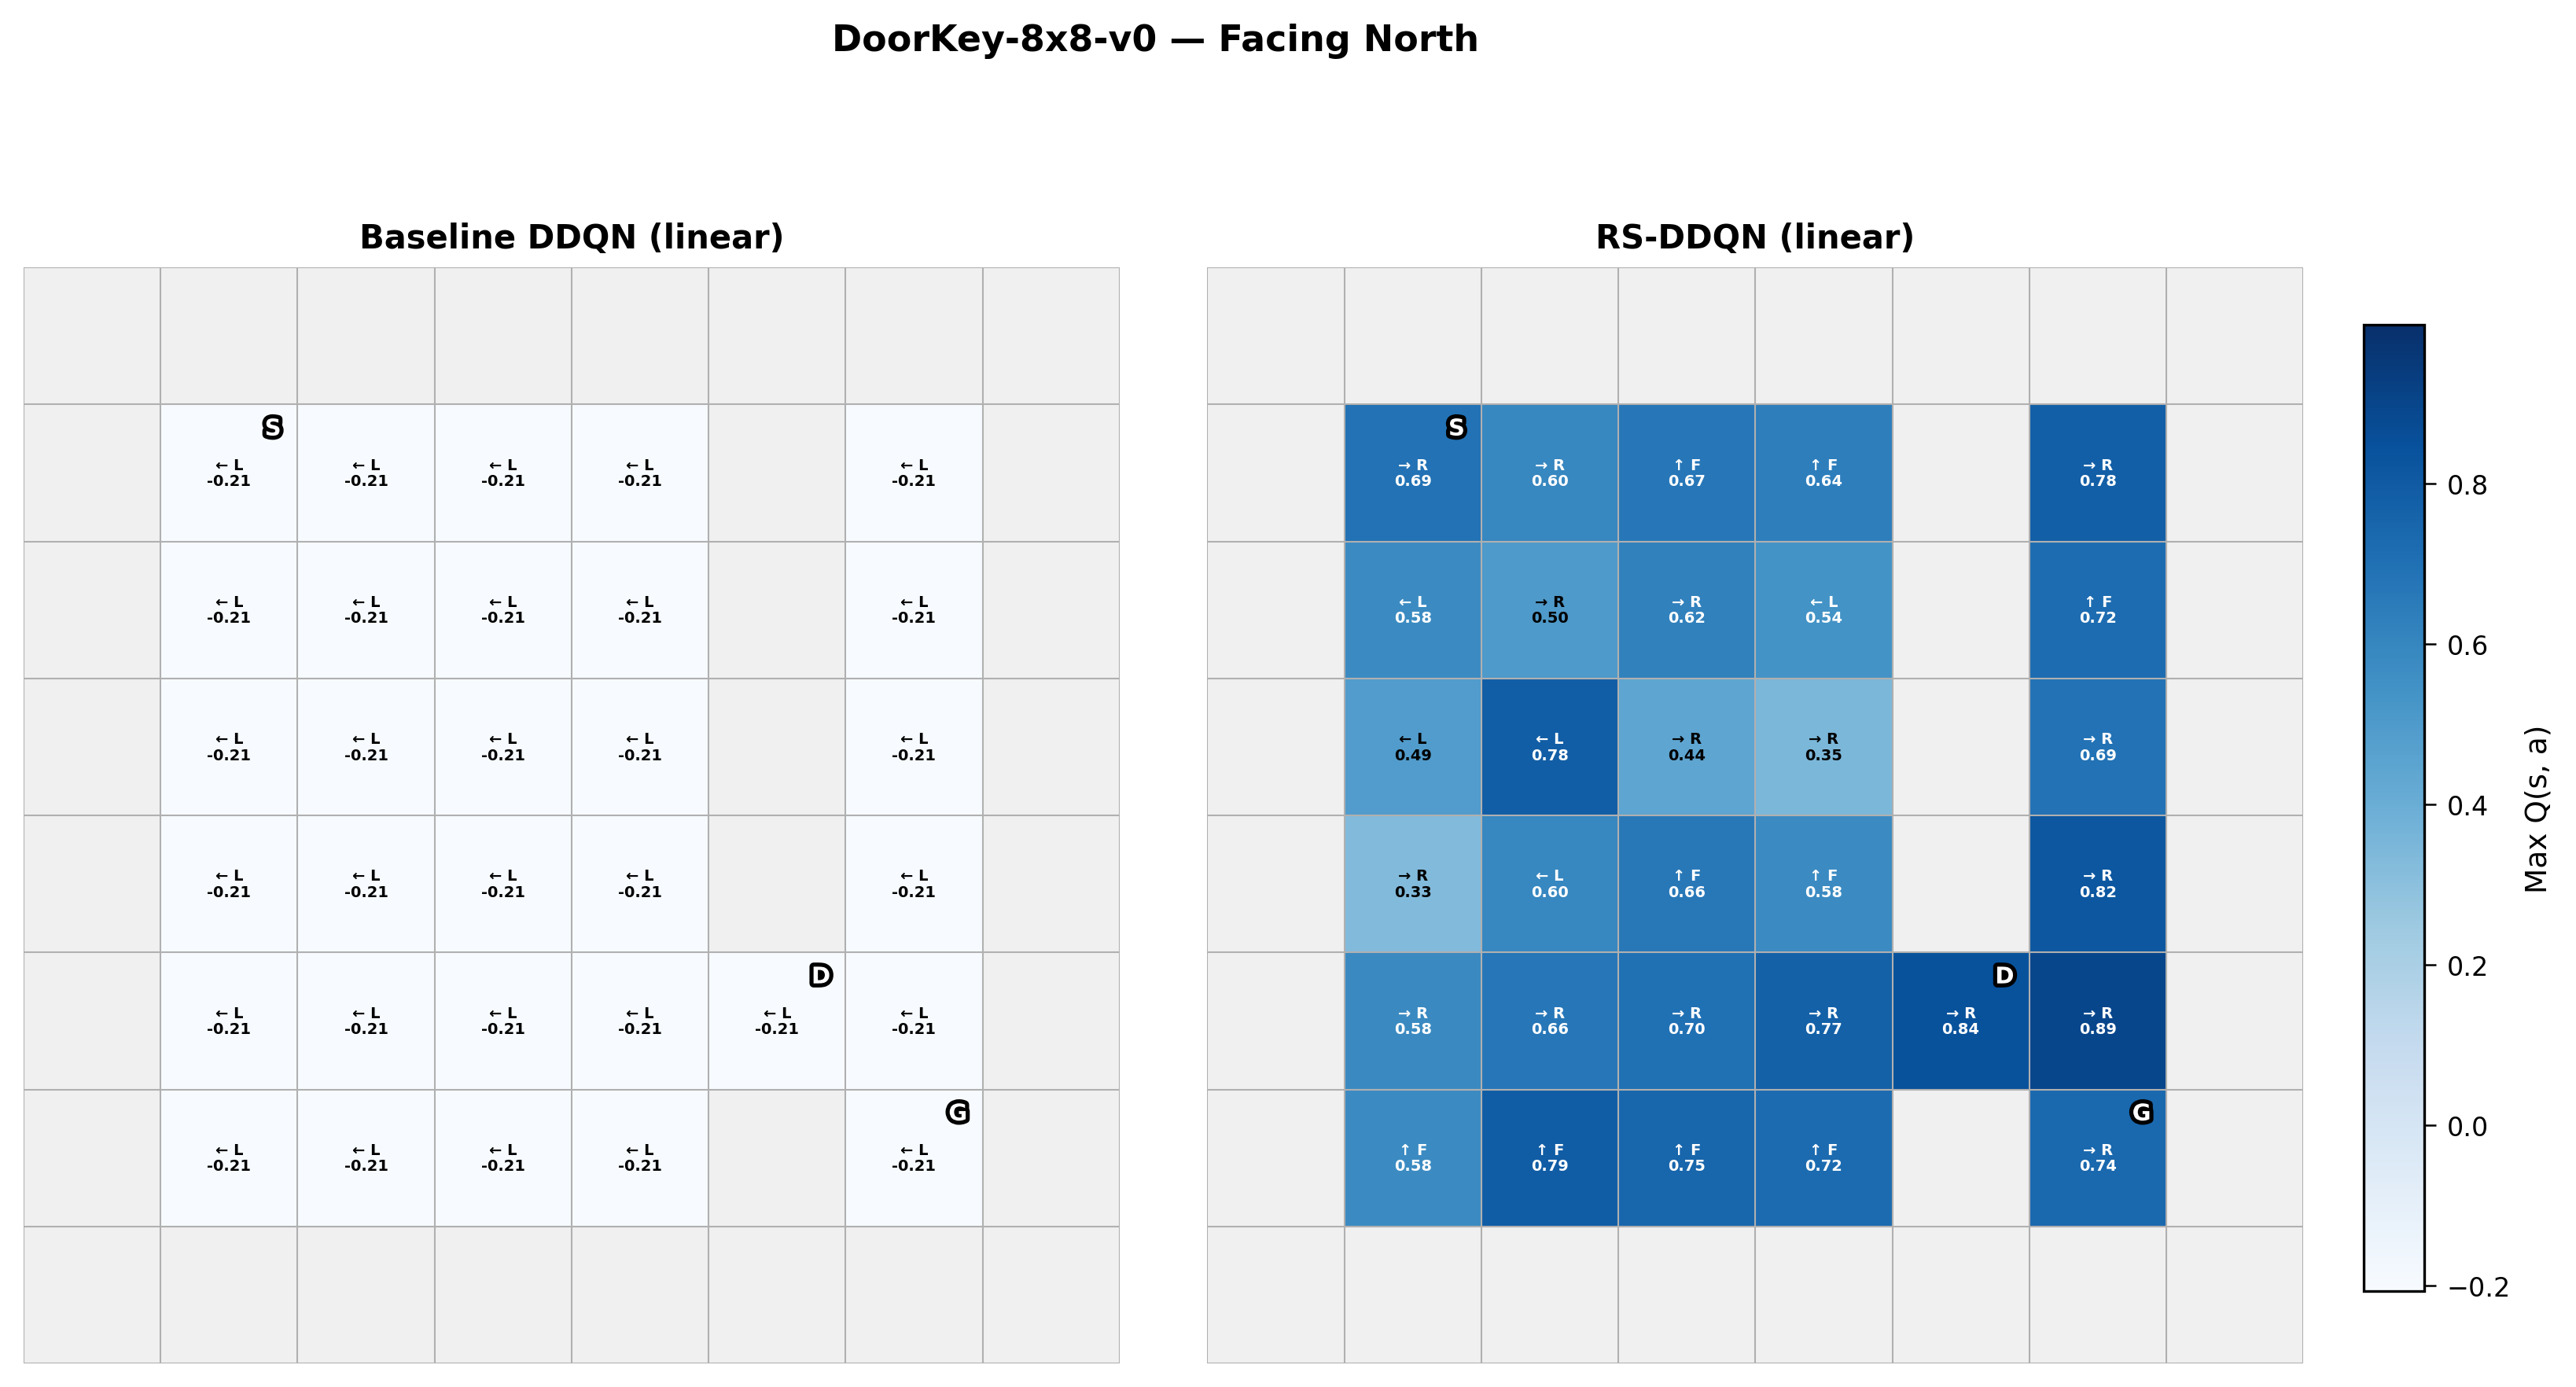 DoorKey-8x8-v0 — Facing North
Baseline DDQN (linear)
S
← L ← L ← L ← L ← L
-0.21 -0.21 -0.21 -0.21 -0.21
← L ← L ← L ← L ← L
-0.21 -0.21 -0.21 -0.21 -0.21
← L ← L ← L ← L ← L
-0.21 -0.21 -0.21 -0.21 -0.21
← L ← L ← L ← L ← L
-0.21 -0.21 -0.21 -0.21 -0.21
D
← L ← L ← L ← L ← L ← L
-0.21 -0.21 -0.21 -0.21 -0.21 -0.21
G
← L ← L ← L ← L ← L
-0.21 -0.21 -0.21 -0.21 -0.21
RS-DDQN (linear)
S
→ R → R ↑ F ↑ F → R
0.69 0.60 0.67 0.64 0.78
← L → R → R ← L ↑ F
0.58 0.50 0.62 0.54 0.72
← L ← L → R → R → R
0.49 0.78 0.44 0.35 0.69
→ R ← L ↑ F ↑ F → R
0.33 0.60 0.66 0.58 0.82
D
→ R → R → R → R → R → R
0.58 0.66 0.70 0.77 0.84 0.89
G
↑ F ↑ F ↑ F ↑ F → R
0.58 0.79 0.75 0.72 0.74
0.8
0.6
0.4
0.2
0.0
−0.2
Max Q(s, a)